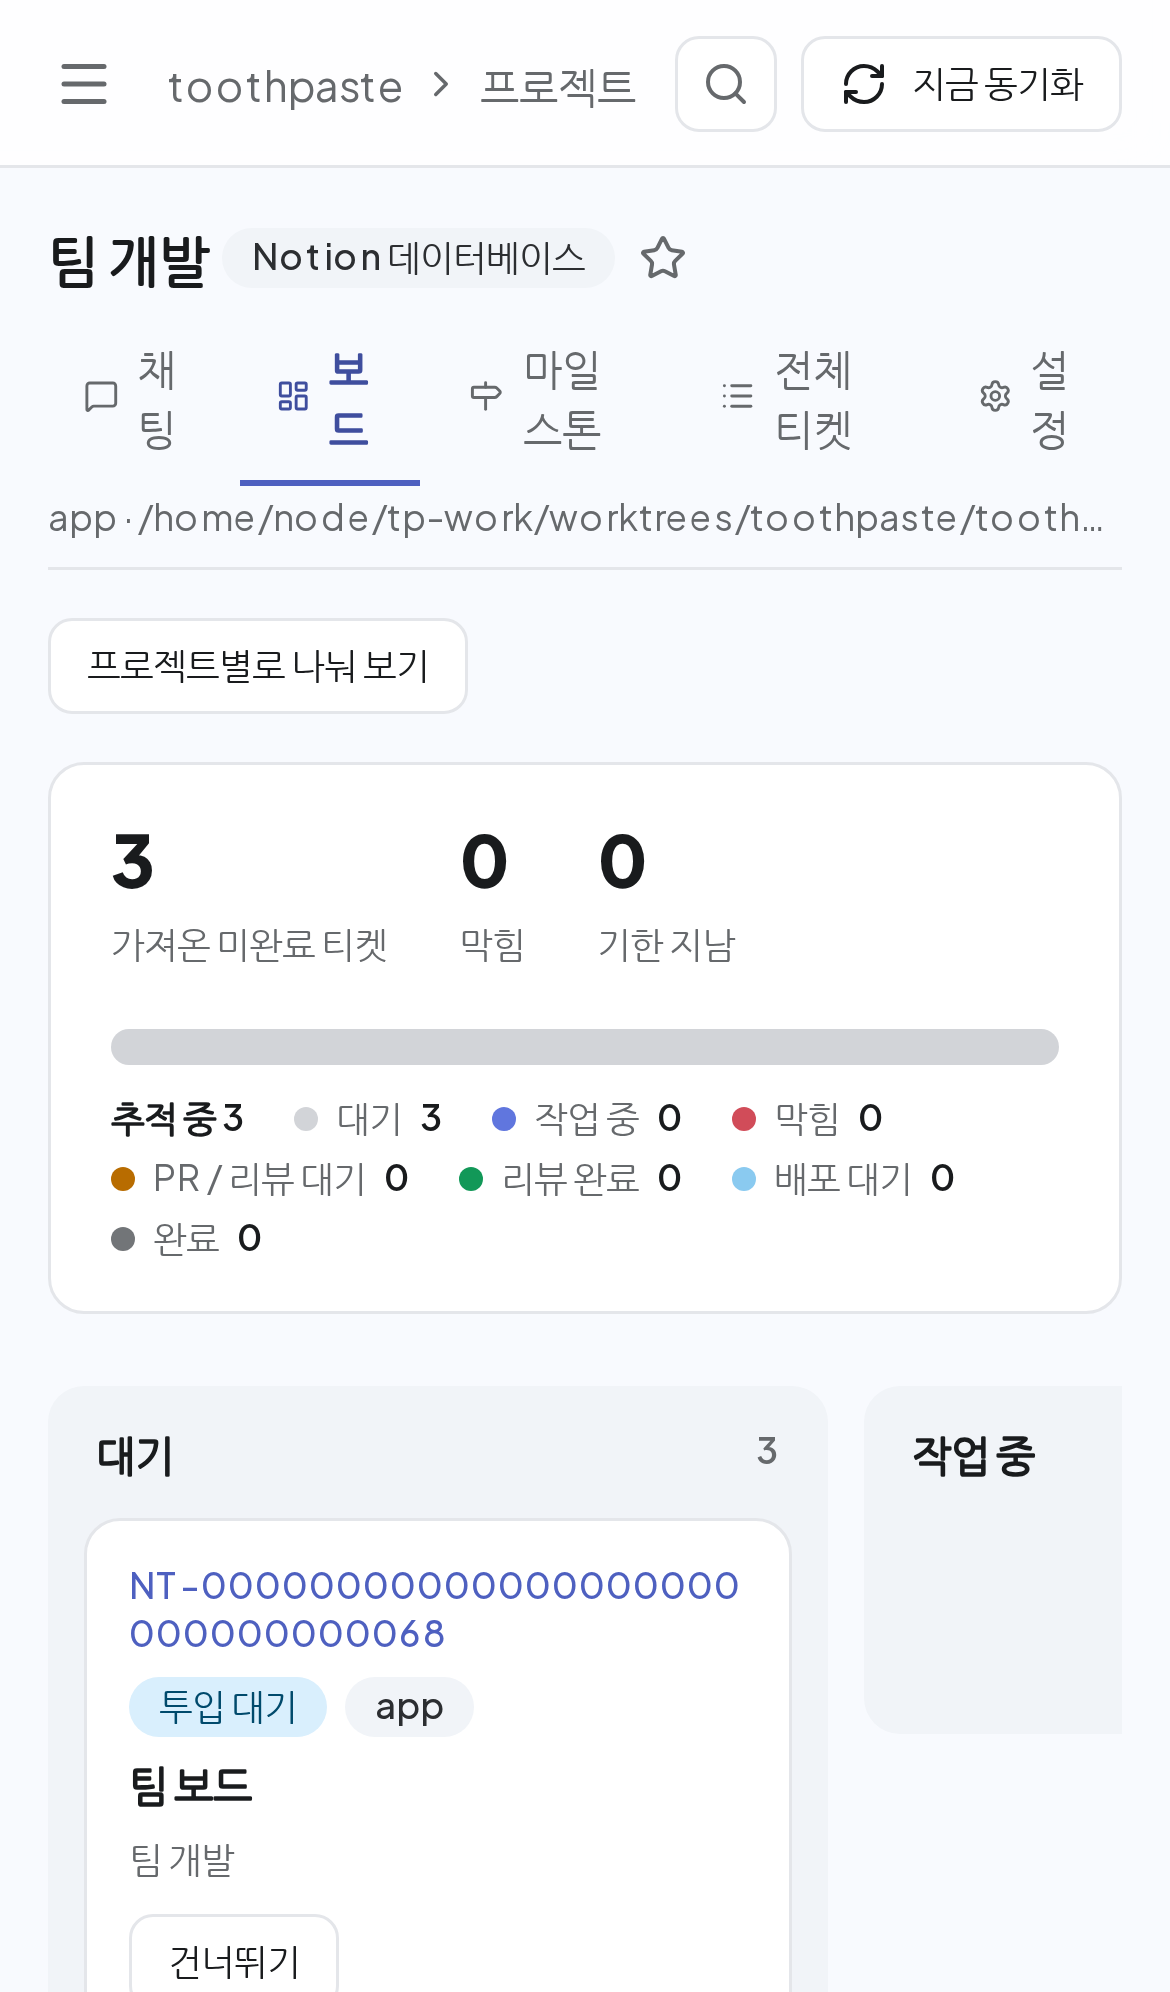 toothpaste > 프로젝트 지금 동기화
팀 개발 Notion 데이터베이스
채팅 보드 마일스톤 전체 티켓 설정
app · /home/node/tp-work/worktrees/toothpaste/tooth...
프로젝트별로 나눠 보기
3 0 0
가져온 미완료 티켓 막힘 기한 지남
추적 중 3 대기 3 작업 중 0 막힘 0
PR / 리뷰 대기 0 리뷰 완료 0 배포 대기 0
완료 0
대기 3 작업 중
NT-00000000000000000000
000000000068
투입 대기 app
팀 보드
팀 개발
건너뛰기